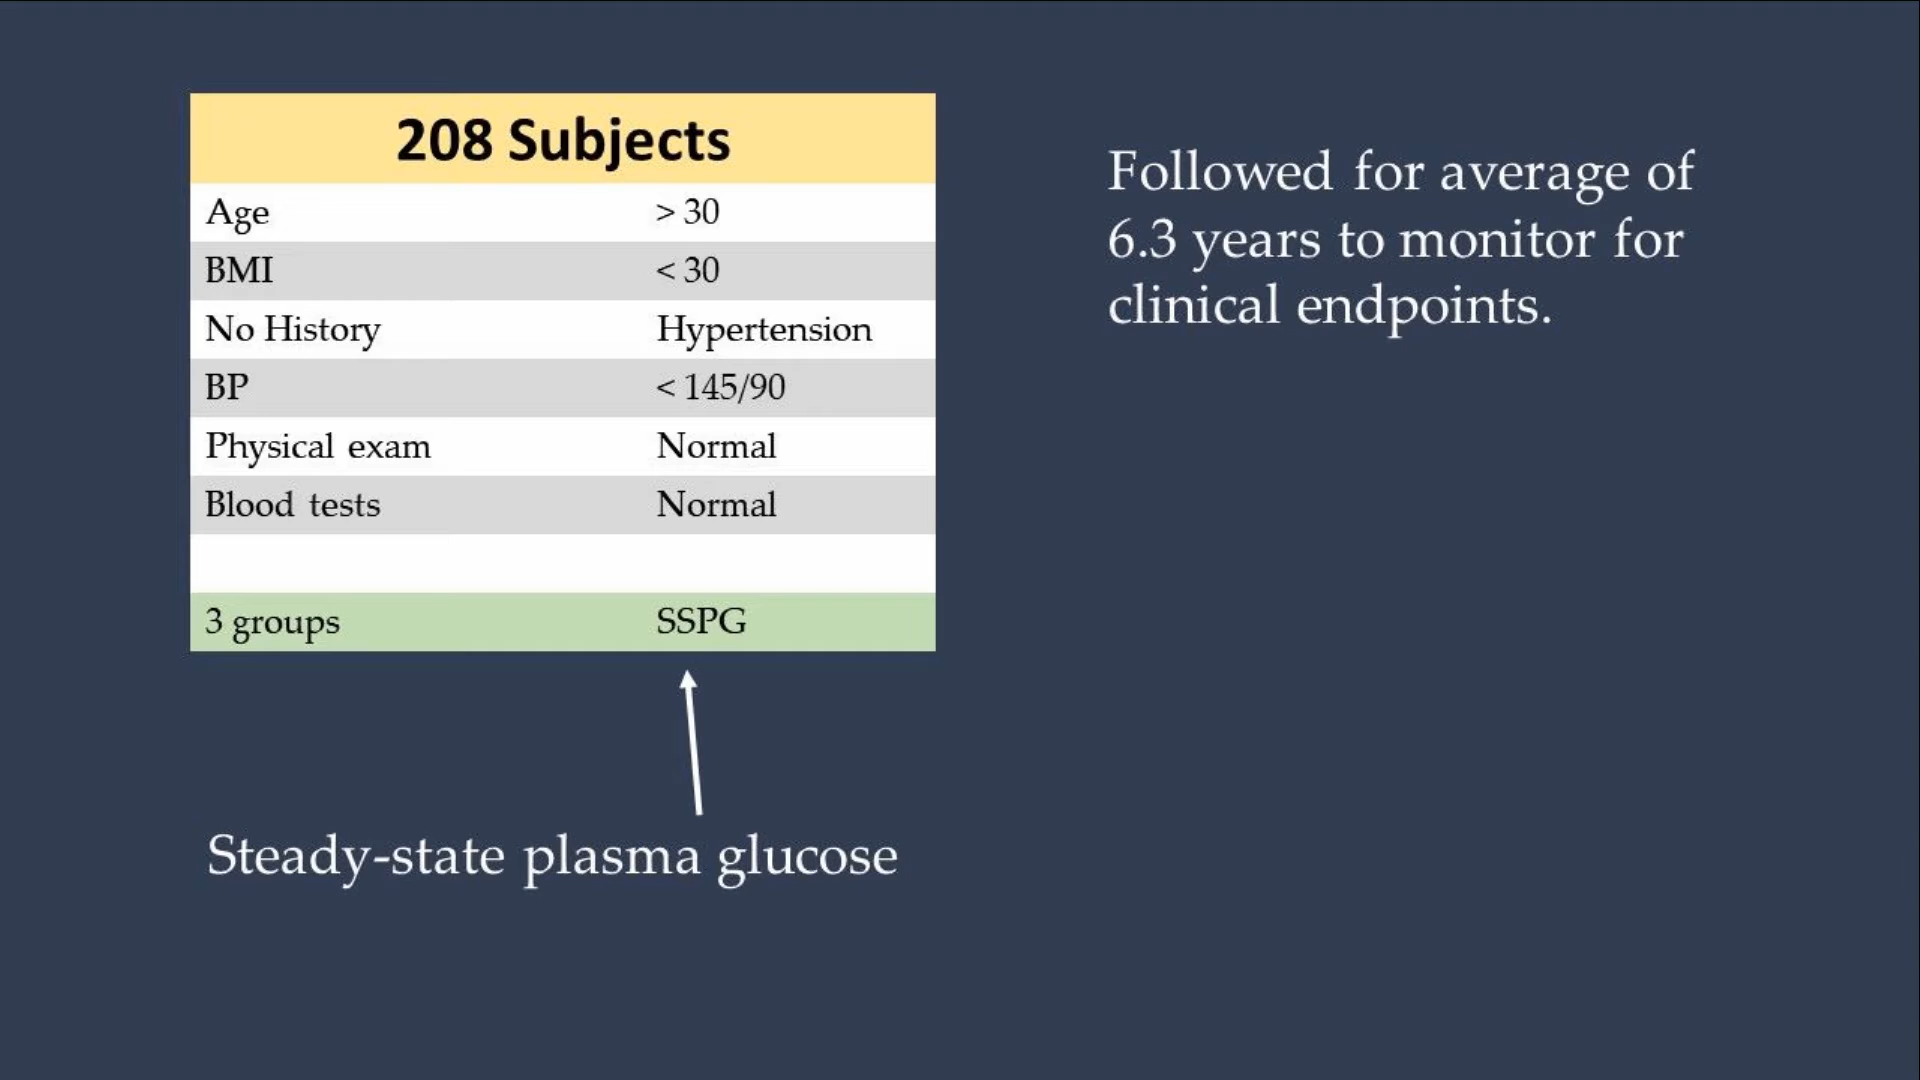 208 Subjects
Age > 30
BMI < 30
No History Hypertension
BP < 145/90
Physical exam Normal
Blood tests Normal
3 groups SSPG
Steady-state plasma glucose
Followed for average of
6.3 years to monitor for
clinical endpoints.